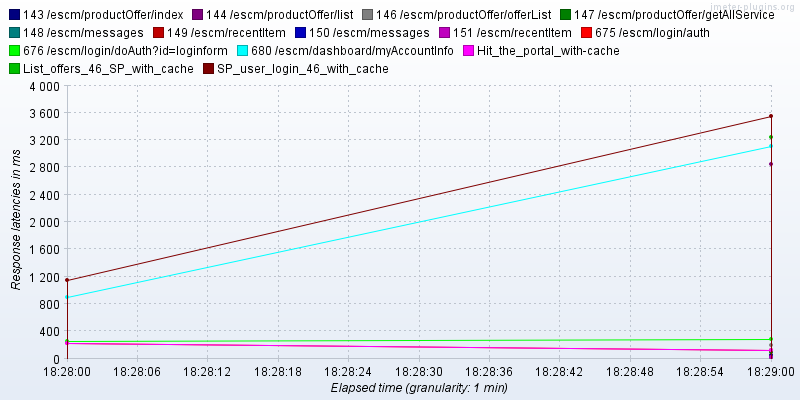 jmeter-plugins.org
143 /escm/productOffer/index 144 /escm/productOffer/list 146 /escm/productOffer/offerList 147 /escm/productOffer/getAllService
148 /escm/messages 149 /escm/recentItem 150 /escm/messages 151 /escm/recentItem 675 /escm/login/auth
676 /escm/login/doAuth?id=loginform 680 /escm/dashboard/myAccountInfo Hit_the_portal_with-cache
List_offers_46_SP_with_cache SP_user_login_46_with_cache
4 000
3 600
3 200
2 800
2 400
2 000
1 600
1 200
800
400
0
Response latencies in ms
18:28:00 18:28:06 18:28:12 18:28:18 18:28:24 18:28:30 18:28:36 18:28:42 18:28:48 18:28:54 18:29:00
Elapsed time (granularity: 1 min)